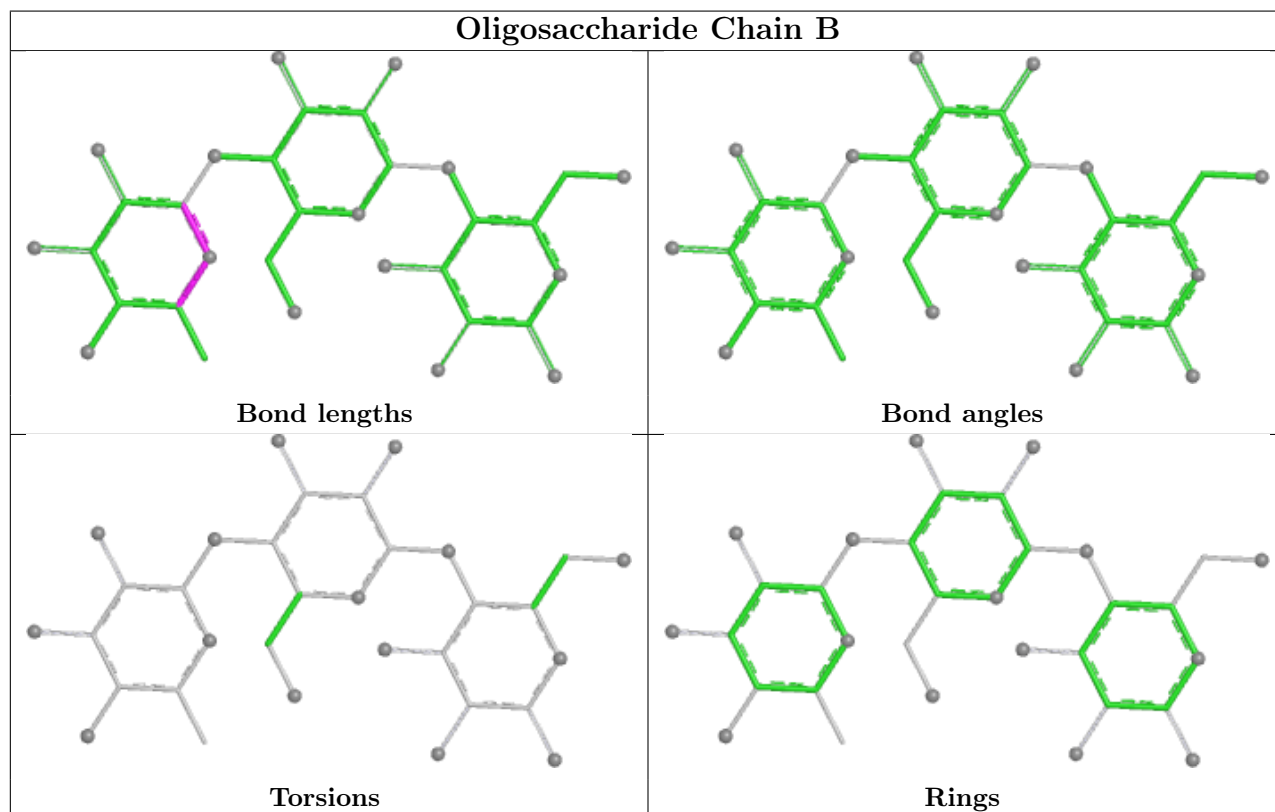 Oligosaccharide Chain B
Bond lengths
Bond angles
Torsions
Rings